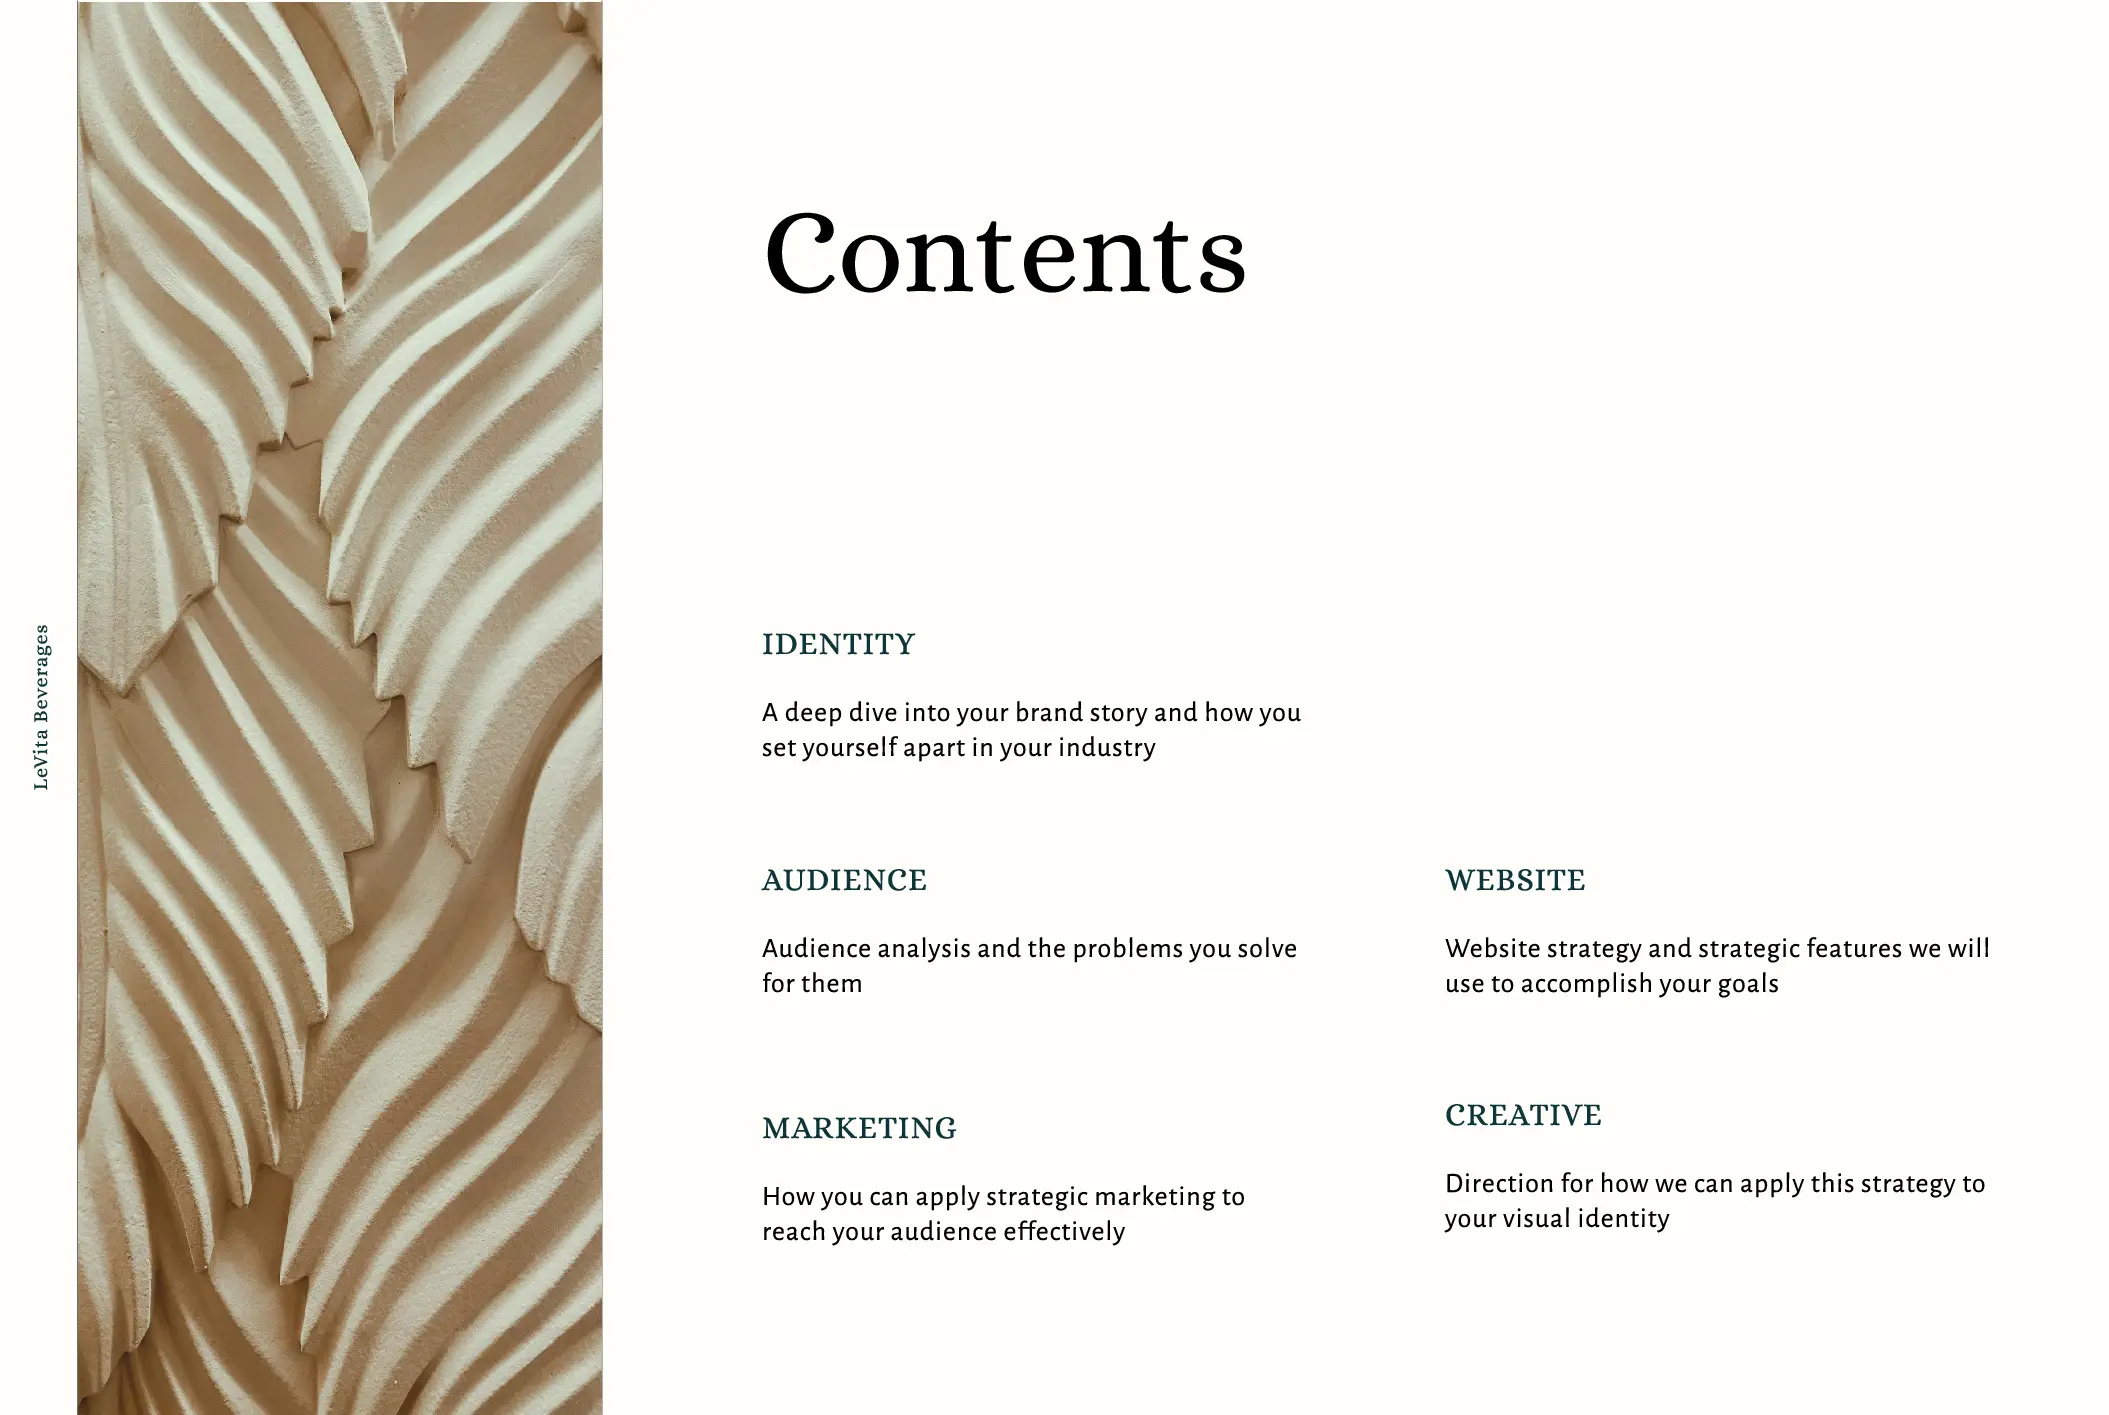 LeVita Beverages
Contents
IDENTITY
A deep dive into your brand story and how you
set yourself apart in your industry
AUDIENCE
Audience analysis and the problems you solve
for them
MARKETING
How you can apply strategic marketing to
reach your audience effectively
WEBSITE
Website strategy and strategic features we will
use to accomplish your goals
CREATIVE
Direction for how we can apply this strategy to
your visual identity